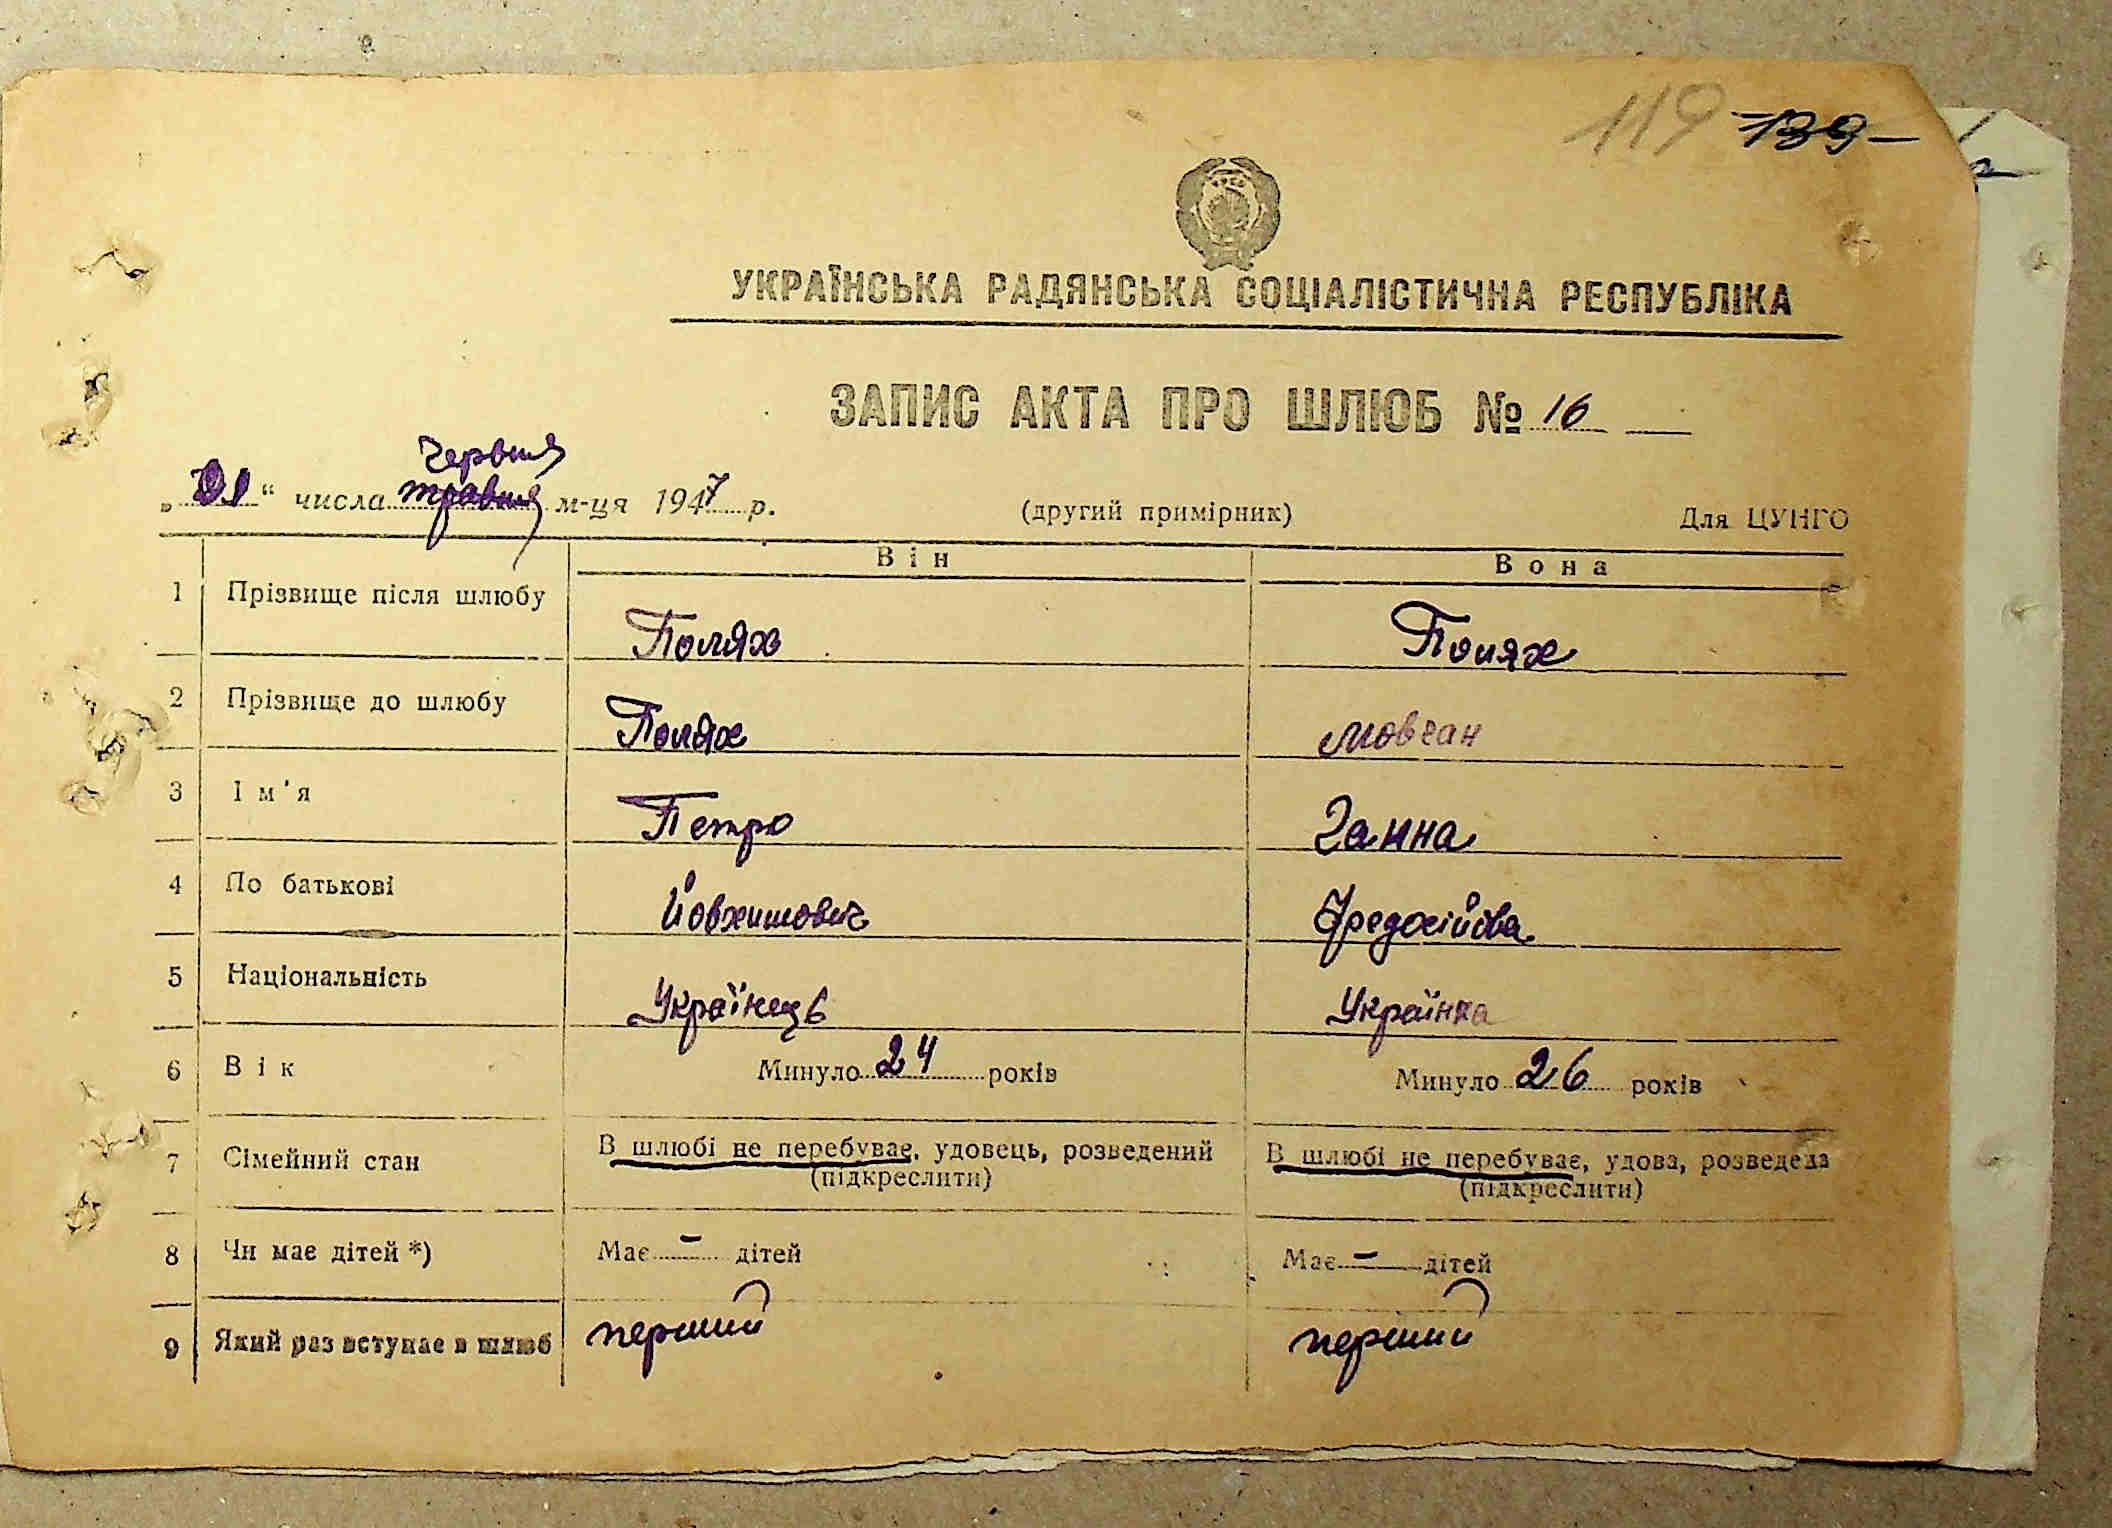 119 139
УКРАЇНСЬКА РАДЯНСЬКА СОЦІАЛІСТИЧНА РЕСПУБЛІКА
ЗАПИС АКТА ПРО ШЛЮБ № 16
червня
„01“ числа травня м-ця 1947 р. (другий примірник) Для ЦУНГО
Він Вона
1 Прізвище після шлюбу Полях Полях
2 Прізвище до шлюбу Полях Мовчан
3 Ім'я Петро Ганна
4 По батькові Йовхимович
5 Національність Українець Українка
6 Вік Минуло 24 років Минуло 26 років
7 Сімейний стан В шлюбі не перебуває, удовець, розведений В шлюбі не перебуває, удова, розведена
(підкреслити) (підкреслити)
8 Чи має дітей *) Має – дітей Має – дітей
9 Який раз вступає в шлюб перший перший